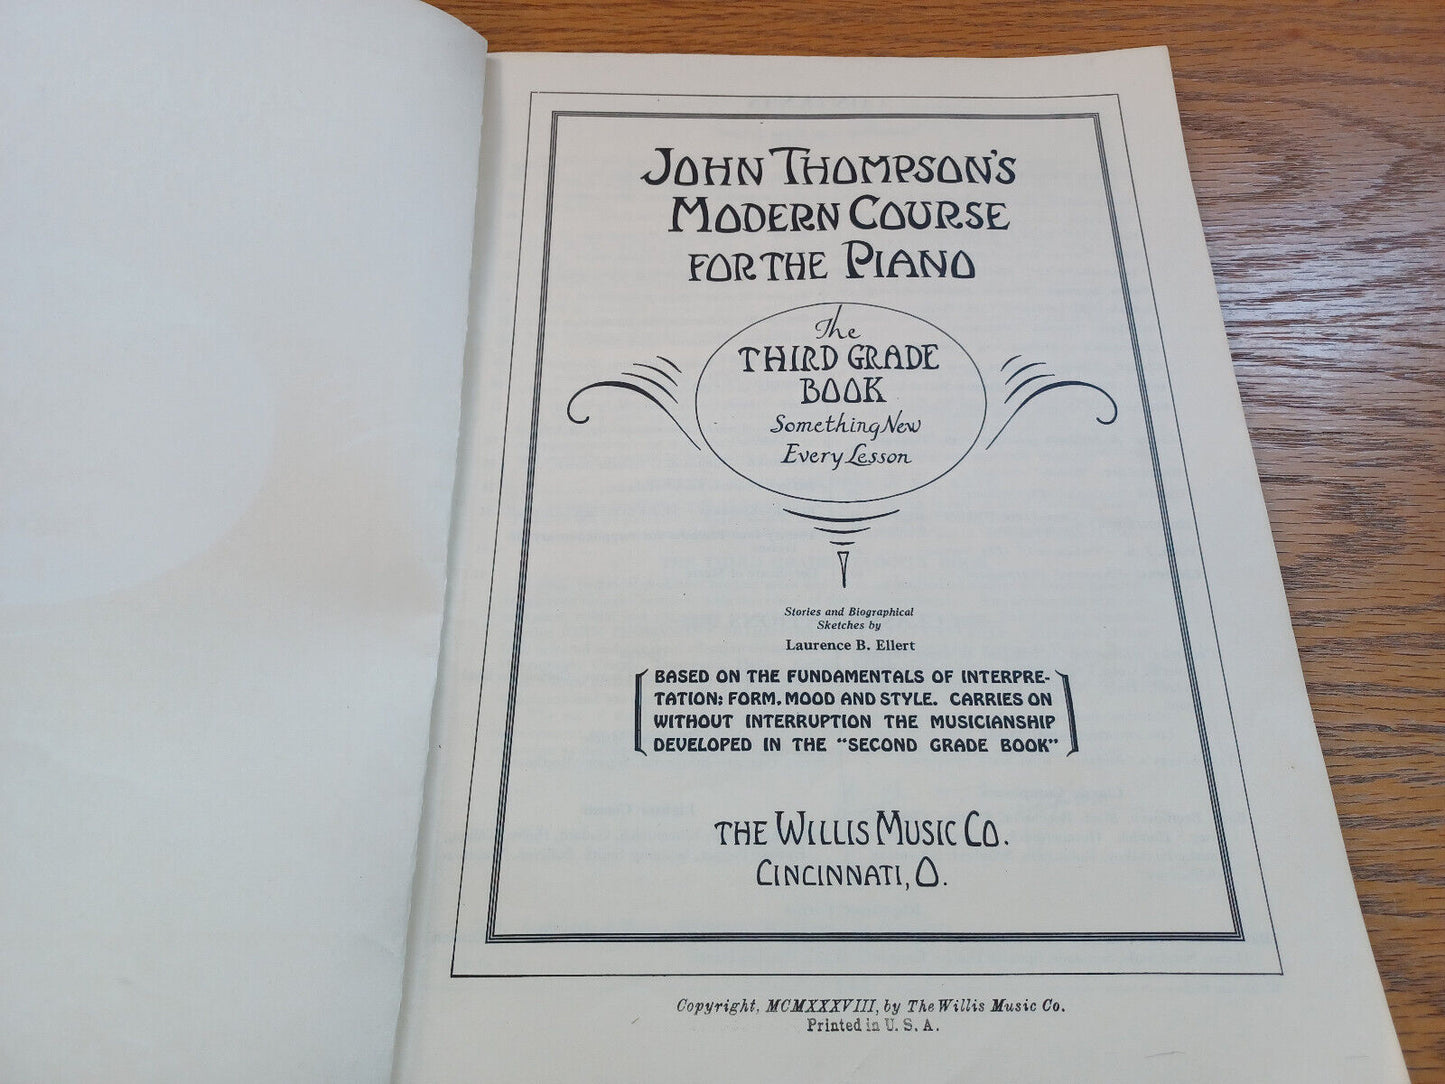 JOHN THOMPSON'S
MODERN COURSE
FOR THE PIANO
The
THIRD GRADE
BOOK
Something New
Every Lesson
Stories and Biographical
Sketches by
Laurence B. Ellert
BASED ON THE FUNDAMENTALS OF INTERPRE-
TATION: FORM, MOOD AND STYLE. CARRIES ON
WITHOUT INTERRUPTION THE MUSICIANSHIP
DEVELOPED IN THE "SECOND GRADE BOOK"
THE WILLIS MUSIC CO.
CINCINNATI, O.
Copyright, MCMXXXVIII, by The Willis Music Co.
Printed in U. S. A.